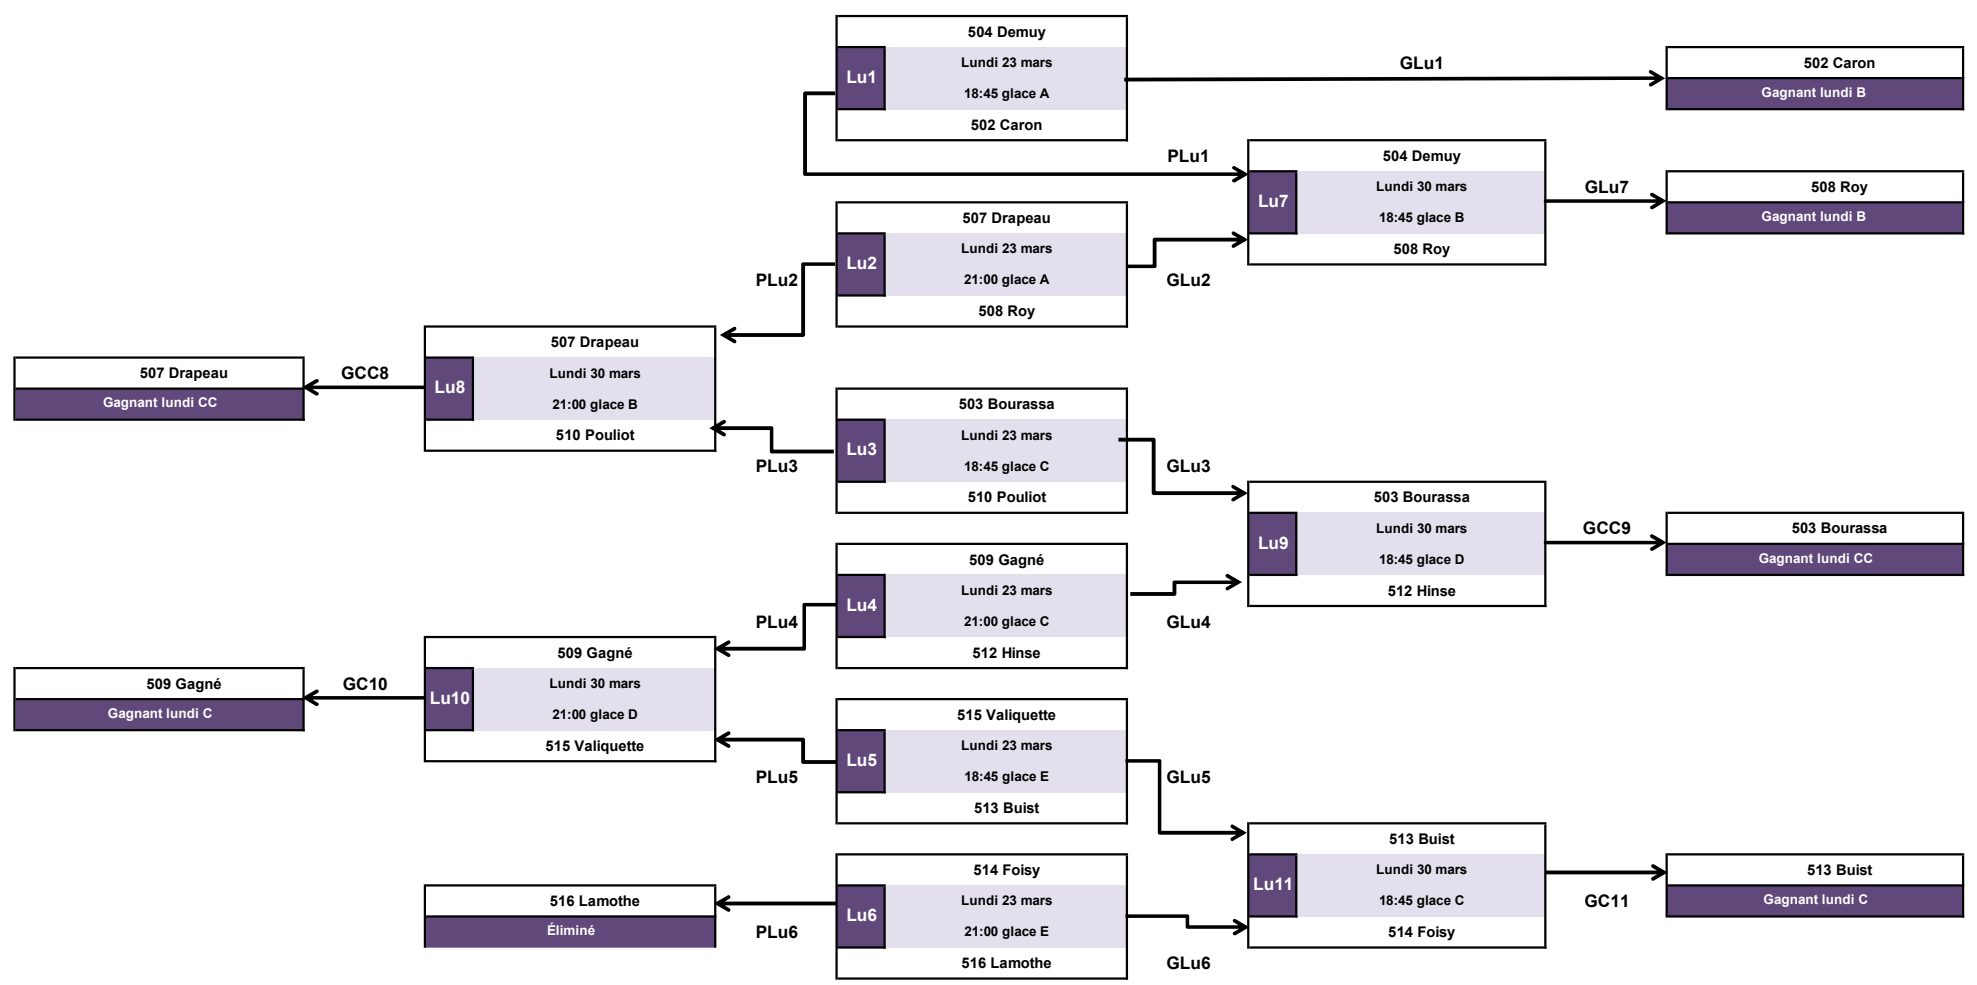 504 Demuy
Lu1
Lundi 23 mars
18:45 glace A
502 Caron
GLu1
502 Caron
Gagnant lundi B
PLu1
504 Demuy
Lu7
Lundi 30 mars
18:45 glace B
508 Roy
GLu7
508 Roy
Gagnant lundi B
507 Drapeau
Lu2
Lundi 23 mars
21:00 glace A
508 Roy
PLu2
GLu2
507 Drapeau
Lu8
Lundi 30 mars
21:00 glace B
510 Pouliot
GCC8
507 Drapeau
Gagnant lundi CC
503 Bourassa
Lu3
Lundi 23 mars
18:45 glace C
510 Pouliot
PLu3
GLu3
503 Bourassa
Lu9
Lundi 30 mars
18:45 glace D
512 Hinse
GCC9
503 Bourassa
Gagnant lundi CC
509 Gagné
Lu4
Lundi 23 mars
21:00 glace C
512 Hinse
PLu4
GLu4
509 Gagné
Lu10
Lundi 30 mars
21:00 glace D
515 Valiquette
GC10
509 Gagné
Gagnant lundi C
515 Valiquette
Lu5
Lundi 23 mars
18:45 glace E
513 Buist
PLu5
GLu5
513 Buist
Lu11
Lundi 30 mars
18:45 glace C
514 Foisy
GC11
513 Buist
Gagnant lundi C
514 Foisy
Lu6
Lundi 23 mars
21:00 glace E
516 Lamothe
PLu6
GLu6
516 Lamothe
Éliminé